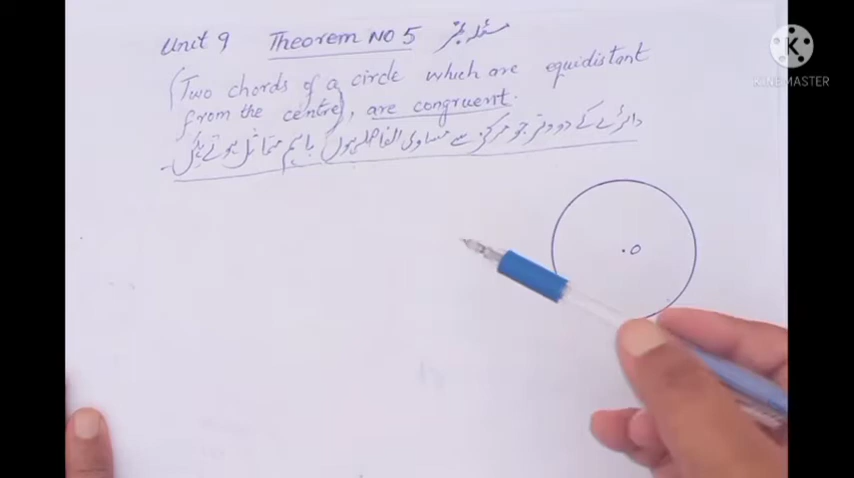 Unit 9 Theorem NO 5 مسئلہ نمبر
(Two chords of a circle which are equidistant
from the centre), are congruent.
دائرے کے دو وتر جو مرکز سے مساوی الفاصلہ ہوں باہم متماثل ہوتے ہیں۔
O
K
KINEMASTER